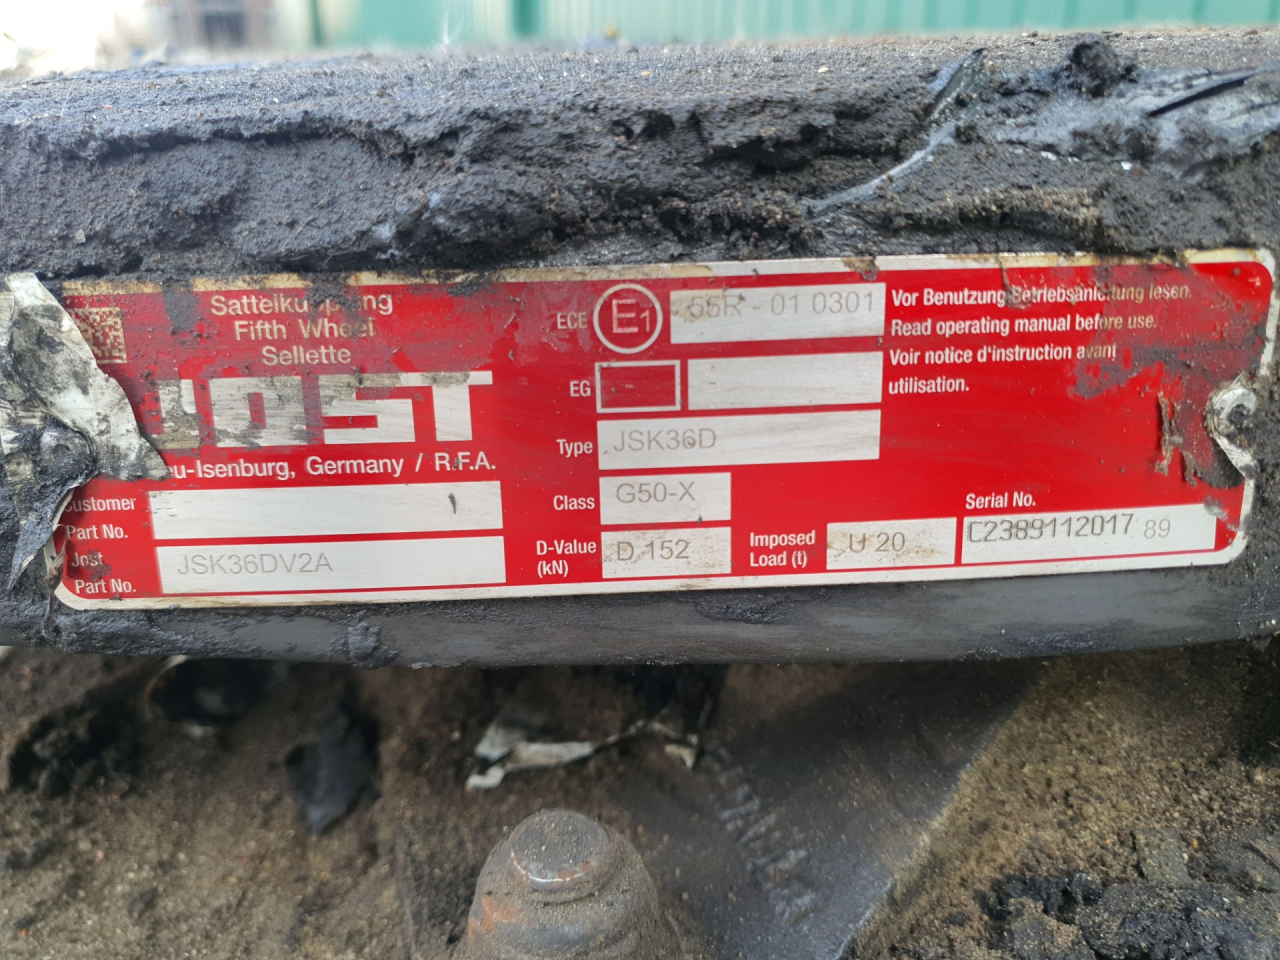 Sattelkupplung
Fifth Wheel
Sellette
JOST
eu-Isenburg, Germany / R.F.A.
Customer
Part No.
Jost
Part No.
JSK36DV2A
ECE
E1
55R - 01 0301
EG
Type
JSK36D
Class
G50-X
D-Value
(kN)
D 152
Imposed
Load (t)
U 20
Vor Benutzung Betriebsanleitung lesen.
Read operating manual before use.
Voir notice d'instruction avant
utilisation.
Serial No.
C2389112017 89